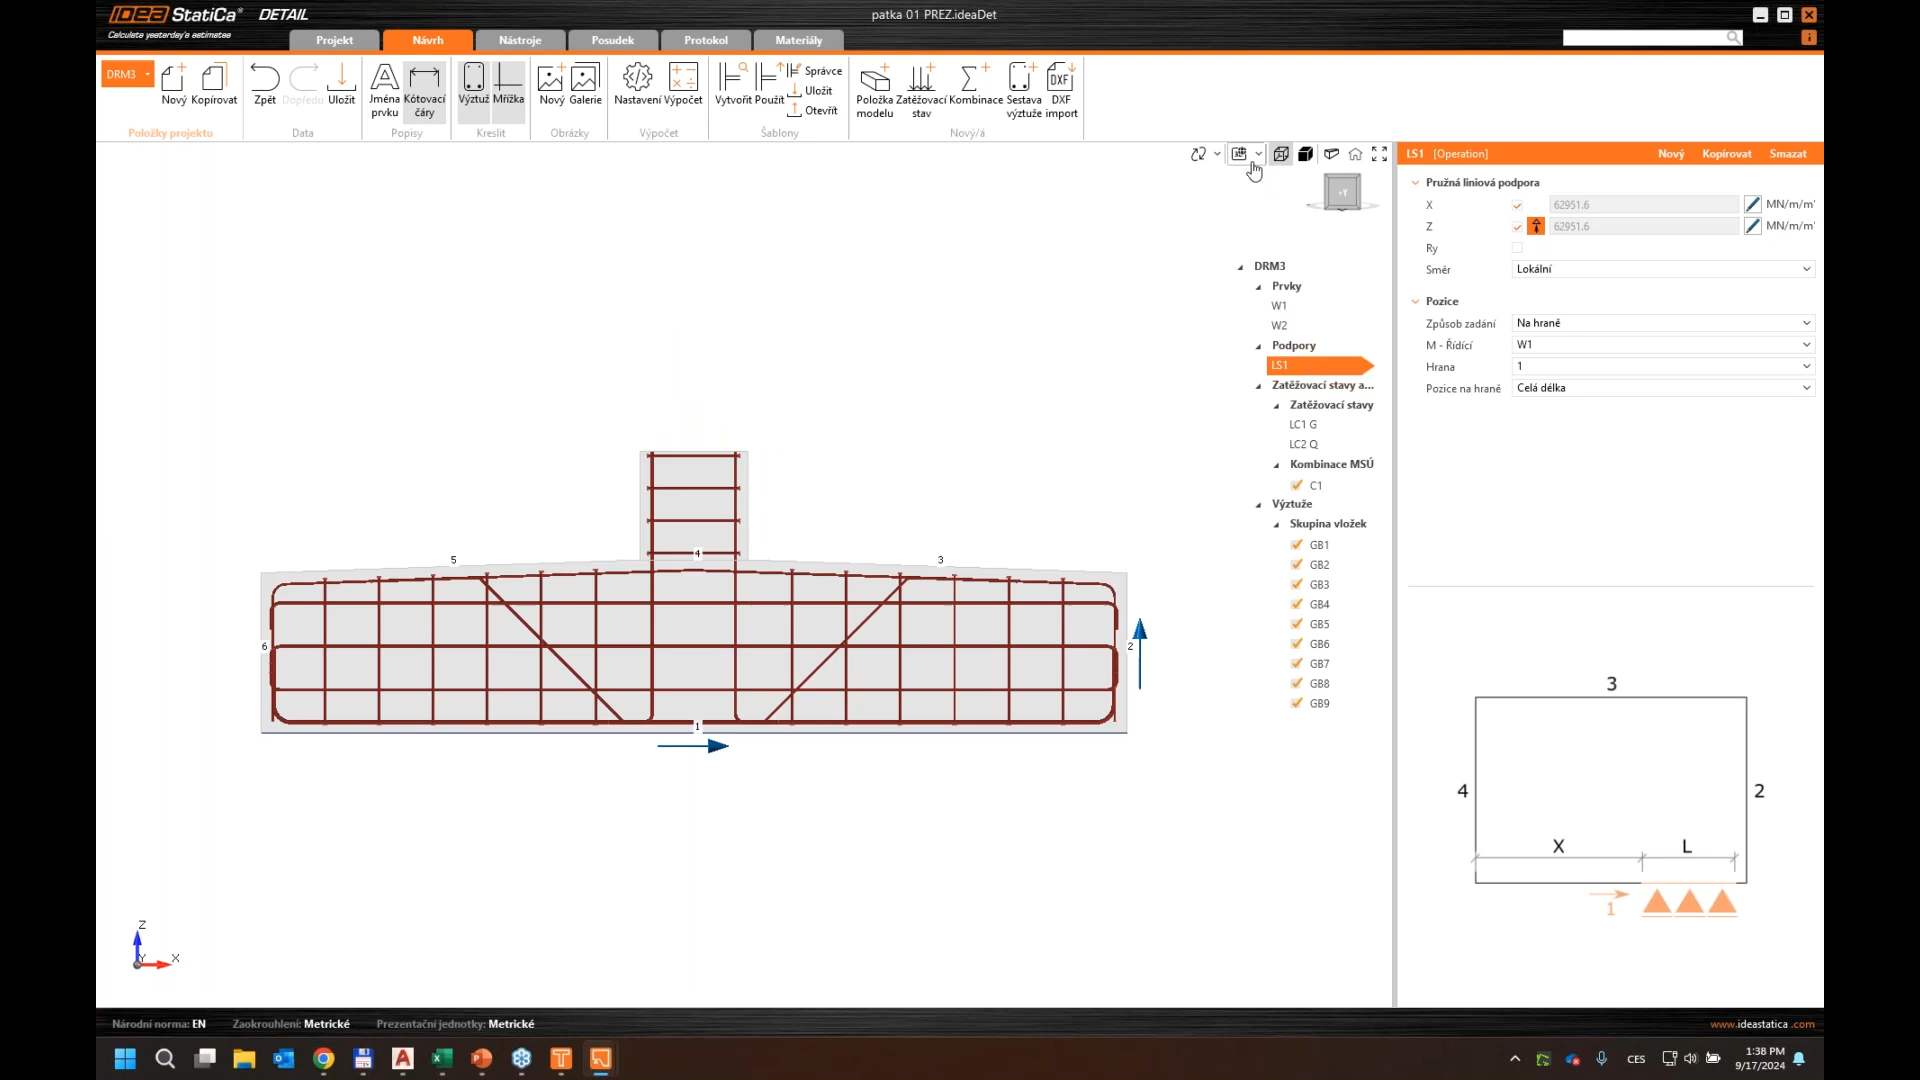 IDEA StatiCa® DETAIL
Calculate yesterday's estimates
patka 01 PREZ.ideaDet
Projekt Návrh Nástroje Posudek Protokol Materiály
DRM3 Nový Kopírovat Zpět Dopředu Uložit Jména prvku Kótovací čáry Výztuž Mřížka Nový Galerie Nastavení Výpočet Vytvořit Použít Správce Uložit Otevřít Položka modelu Zatěžovací stav Kombinace Sestava výztuže DXF import
Položky projektu Data Popisy Kreslit Obrázky Výpočet Šablony Nový/á
LS1 [Operation] Nový Kopírovat Smazat
Pružná liniová podpora
X 62951.6 MN/m/m'
Z 62951.6 MN/m/m'
Ry
Směr Lokální
Pozice
Způsob zadání Na hraně
M - Řídící W1
Hrana 1
Pozice na hraně Celá délka
+Y
DRM3
Prvky
W1
W2
Podpory
LS1
Zatěžovací stavy a...
Zatěžovací stavy
LC1 G
LC2 Q
Kombinace MSÚ
C1
Výztuže
Skupina vložek
GB1
GB2
GB3
GB4
GB5
GB6
GB7
GB8
GB9
5 4 3
6 2
1
3
4 2
X L
1
Z
Y X
Národní norma: EN Zaokrouhlení: Metrické Prezentační jednotky: Metrické
www.ideastatica.com
CES
1:38 PM
9/17/2024